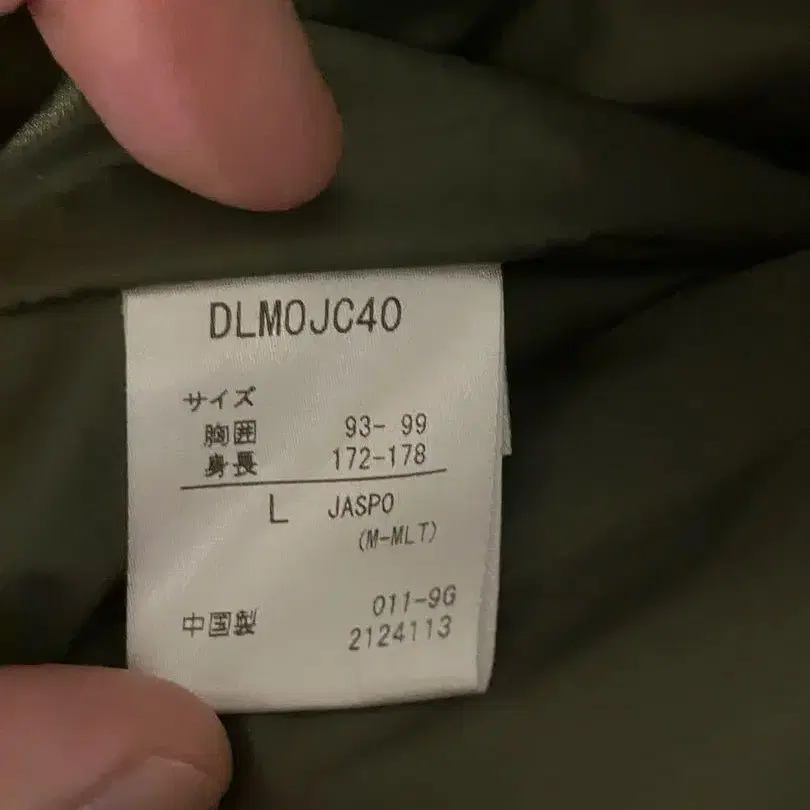 DLMOJC40
サイズ
胸囲 93- 99
身長 172-178
L JASPO
(M-MLT)
011-9G
中国製 2124113